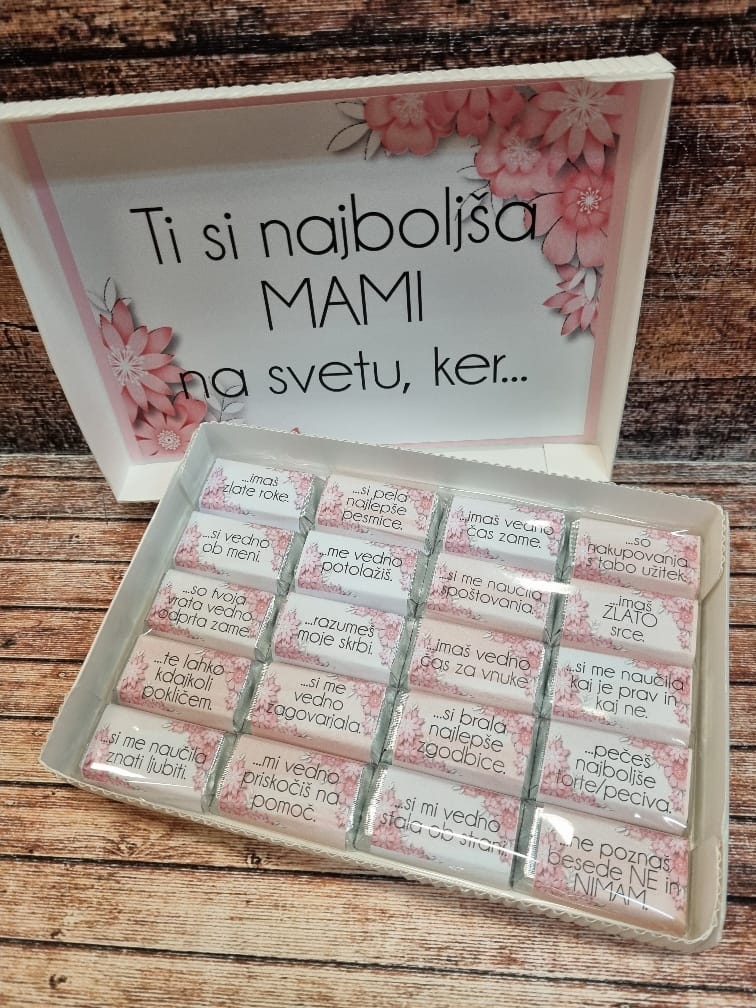 Ti si najboljša
MAMI
na svetu, ker...
...imaš
zlate roke.
...si pela
najlepše
pesmice.
...imaš vedno
čas zame.
...so
nakupovanja
s tabo užitek.
...si vedno
ob meni.
...me vedno
potolažiš.
...si me naučila
spoštovanja.
...imaš
ZLATO
srce.
...so tvoja
vrata vedno
odprta zame.
...razumeš
moje skrbi.
...imaš vedno
čas za vnuke
...si me naučila
kaj je prav in
kaj ne.
...te lahko
kdajkoli
pokličem.
...si me
vedno
zagovarjala.
...si brala
najlepše
zgodbice.
...pečeš
najboljše
torte/peciva.
...si me naučila
znati ljubiti.
...mi vedno
priskočiš na
pomoč.
...si mi vedno
stala ob strani.
...ne poznaš
besede NE in
NIMAM.